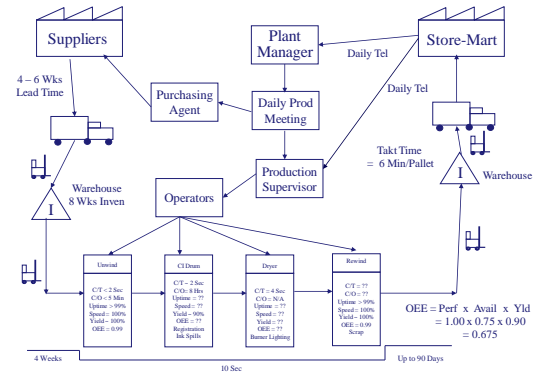 Suppliers
Plant
Manager
Store-Mart
Daily Tel
4 – 6 Wks
Lead Time
Purchasing
Agent
Daily Prod
Meeting
Daily Tel
Takt Time
= 6 Min/Pallet
Production
Supervisor
Warehouse
8 Wks Inven
I
Operators
I
Warehouse
Unwind
C/T < 2 Sec
C/O < 5 Min
Uptime > 99%
Speed= 100%
Yield ~100%
OEE = 0.99
CI Drum
C/T ~ 2 Sec
C/O: 8 Hrs
Uptime = ??
Speed= ??
Yield ~90%
OEE = ??
Registration
Ink Spills
Dryer
C/T = 4 Sec
C/O = N/A
Uptime = ??
Speed = ??
Yield = ??
OEE = ??
Burner Lighting
Rewind
C/T = ??
C/O = ??
Uptime > 99%
Speed= 100%
Yield ~100%
OEE = 0.99
Scrap
OEE = Perf x Avail x Yld
= 1.00 x 0.75 x 0.90
= 0.675
4 Weeks
10 Sec
Up to 90 Days